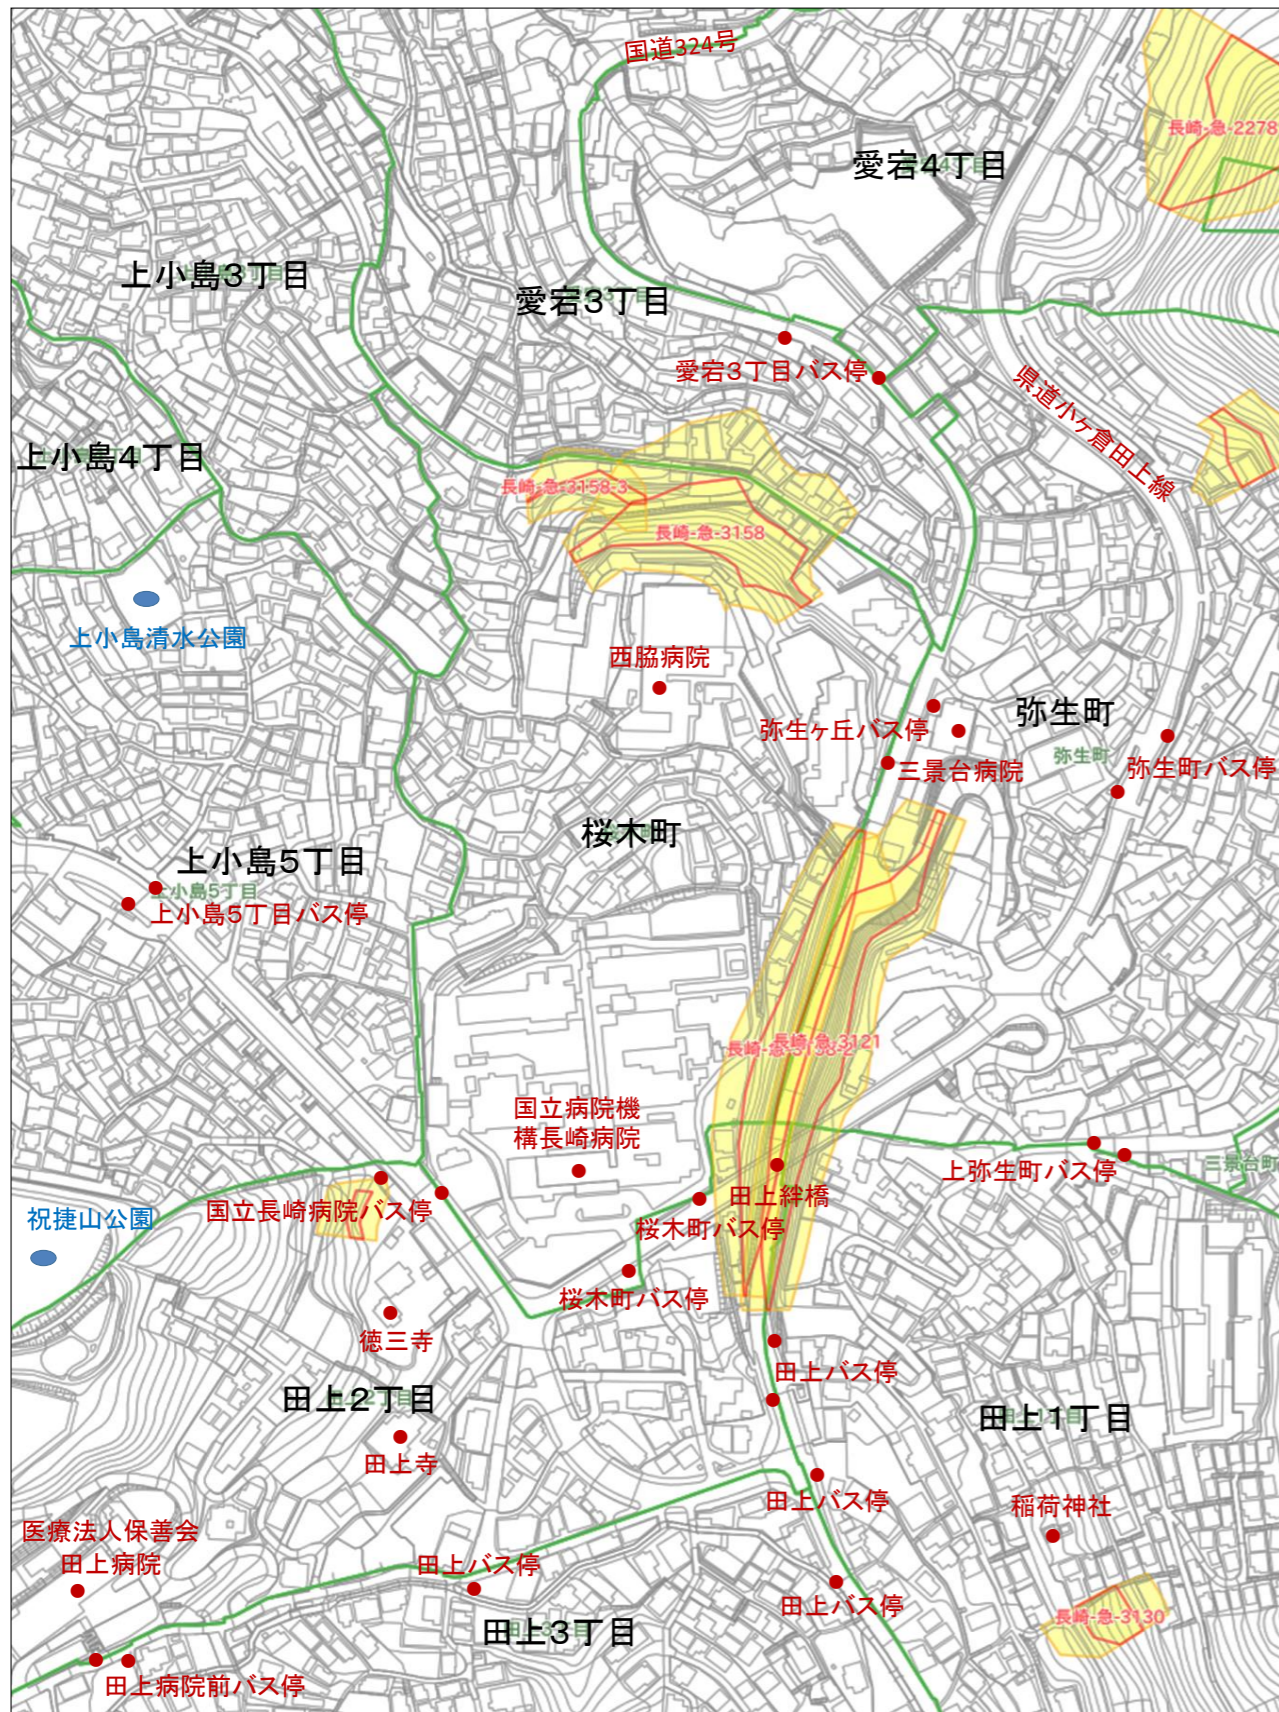 国道324号
長崎-急-2278
愛宕4丁目
上小島3丁目
愛宕3丁目
愛宕3丁目バス停
県道小ヶ倉田上線
上小島4丁目
長崎-急-3158-3
長崎-急-3158
上小島清水公園
西脇病院
弥生町
弥生ヶ丘バス停
弥生町
弥生町バス停
三景台病院
桜木町
上小島5丁目
上小島5丁目
上小島5丁目バス停
長崎-急-3158-2
長崎-急-3121
国立病院機
構長崎病院
上弥生町バス停
三景台町
田上絆橋
国立長崎病院バス停
祝捷山公園
桜木町バス停
桜木町バス停
徳三寺
田上バス停
田上2丁目
田上1丁目
田上寺
田上バス停
稲荷神社
医療法人保善会
田上病院
田上バス停
田上バス停
長崎-急-3130
田上3丁目
田上病院前バス停